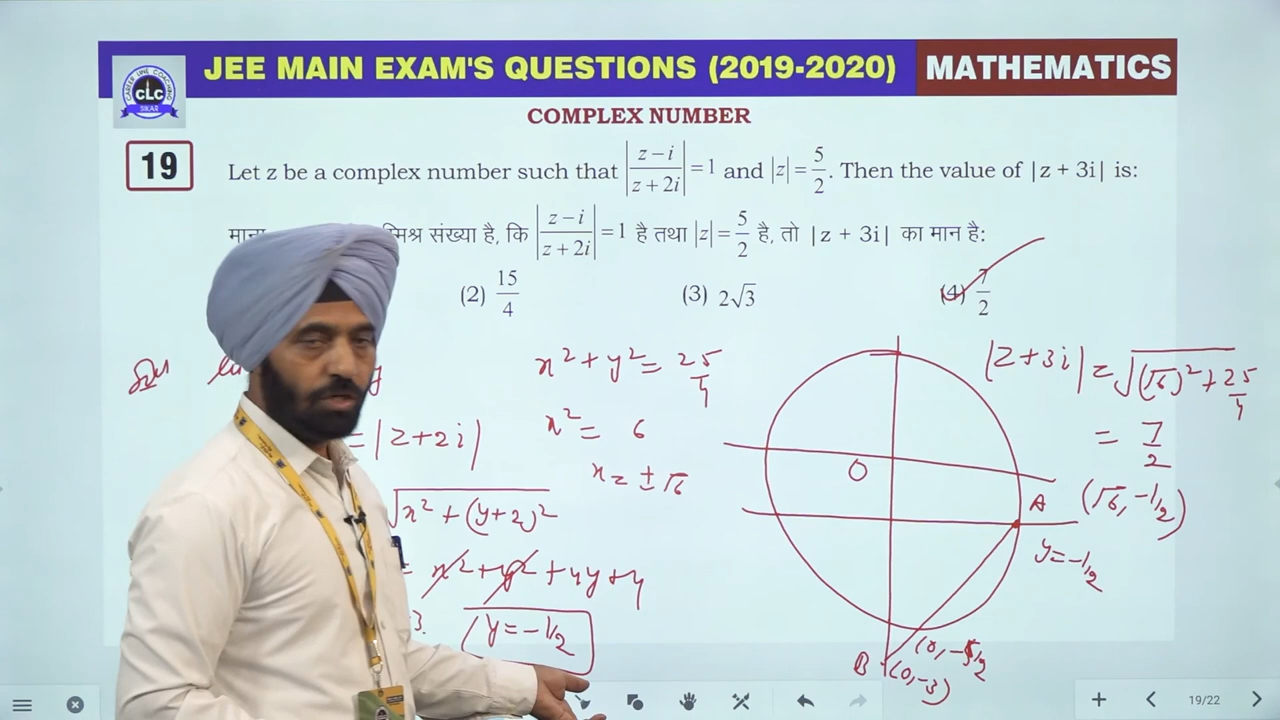 JEE MAIN EXAM'S QUESTIONS (2019-2020) MATHEMATICS
CAREER LINE COACHING
CLC
SIKAR
COMPLEX NUMBER
19
Let z be a complex number such that |z−i/z+2i| = 1 and |z| = 5/2. Then the value of |z + 3i| is:
संख्या है, कि |z−i/z+2i| = 1 है तथा |z| = 5/2 है, तो |z + 3i| का मान है:
(2) 15/4 (3) 2√3 (4) 7/2
x² + y² = 25/4
|z+3i| = √(√6)² + 25/4
= |z+2i|
x² = 6
= 7/2
x = ±√6
O
A (√6, −1/2)
√x² + (y+2)²
y = −1/2
= x² + y² + 4y + 4
y = −1/2
(0, −5/2
B (0, −3)
19/22